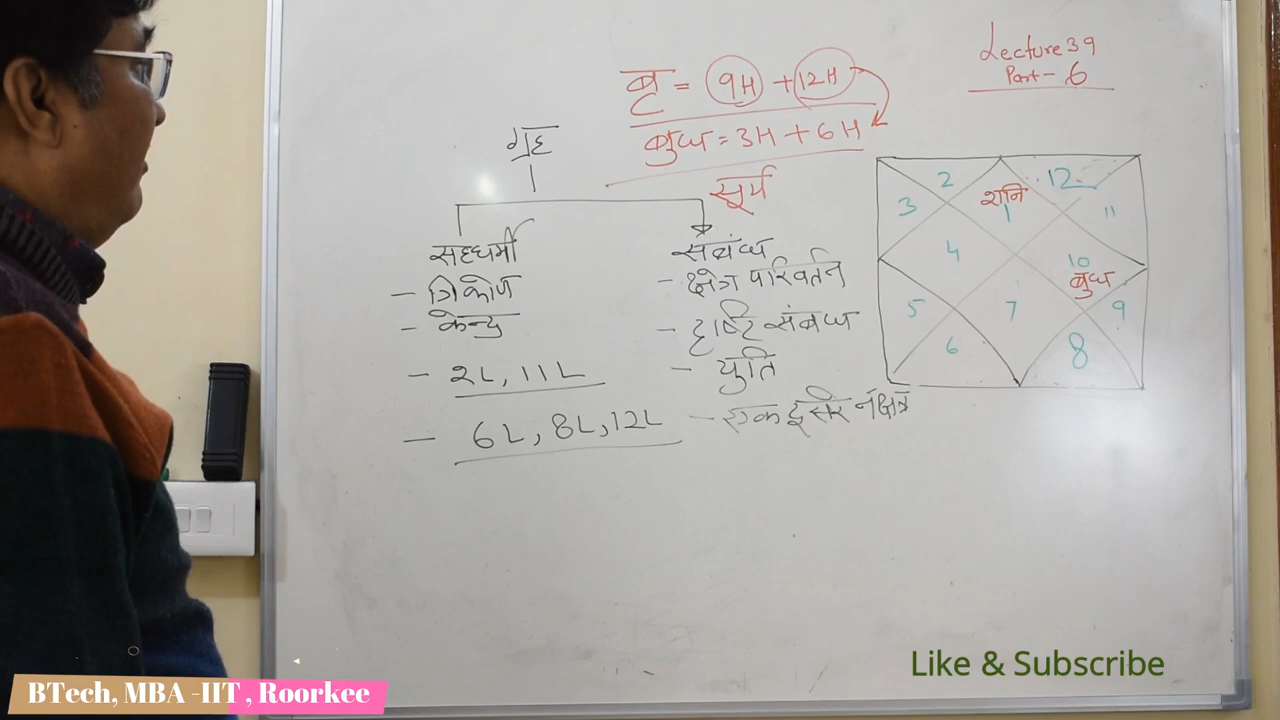 Lecture 39
Part - 6
बृ = 9H + 12H
बुध = 3H + 6H
सूर्य
ग्रह
सहधर्मी
- त्रिकोण
- केन्द्र
- 2L, 11L
- 6L, 8L, 12L
संबंध
- क्षेत्र परिवर्तन
- दृष्टि संबंध
- युति
- एक दूसरे नक्षत्र
2
शनि
12
3
1
11
4
10
बुध
5
7
9
6
8
Like & Subscribe
BTech, MBA -IIT , Roorkee